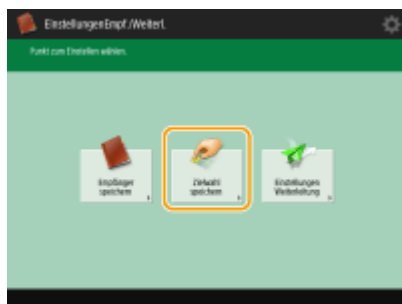 EinstellungenEmpf./Weiterl.
Punkt zum Einstellen wählen.
Empfänger
speichern
Zielwahl
speichern
Einstellungen
Weiterleitung